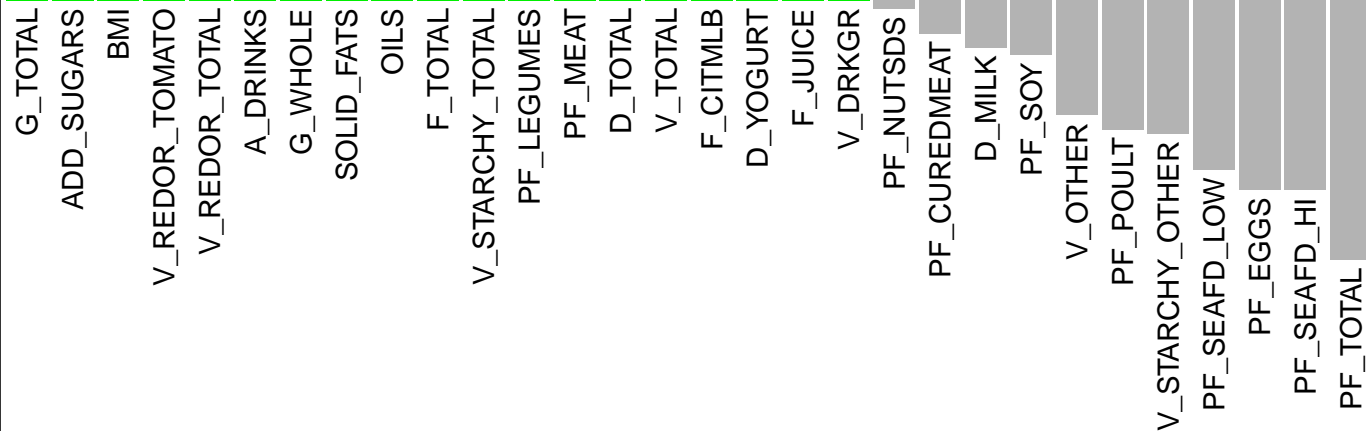 G_TOTAL
ADD_SUGARS
BMI
V_REDOR_TOMATO
V_REDOR_TOTAL
A_DRINKS
G_WHOLE
SOLID_FATS
OILS
F_TOTAL
V_STARCHY_TOTAL
PF_LEGUMES
PF_MEAT
D_TOTAL
V_TOTAL
F_CITMLB
D_YOGURT
F_JUICE
V_DRKGR
PF_NUTSDS
PF_CUREDMEAT
D_MILK
PF_SOY
V_OTHER
PF_POULT
V_STARCHY_OTHER
PF_SEAFD_LOW
PF_EGGS
PF_SEAFD_HI
PF_TOTAL